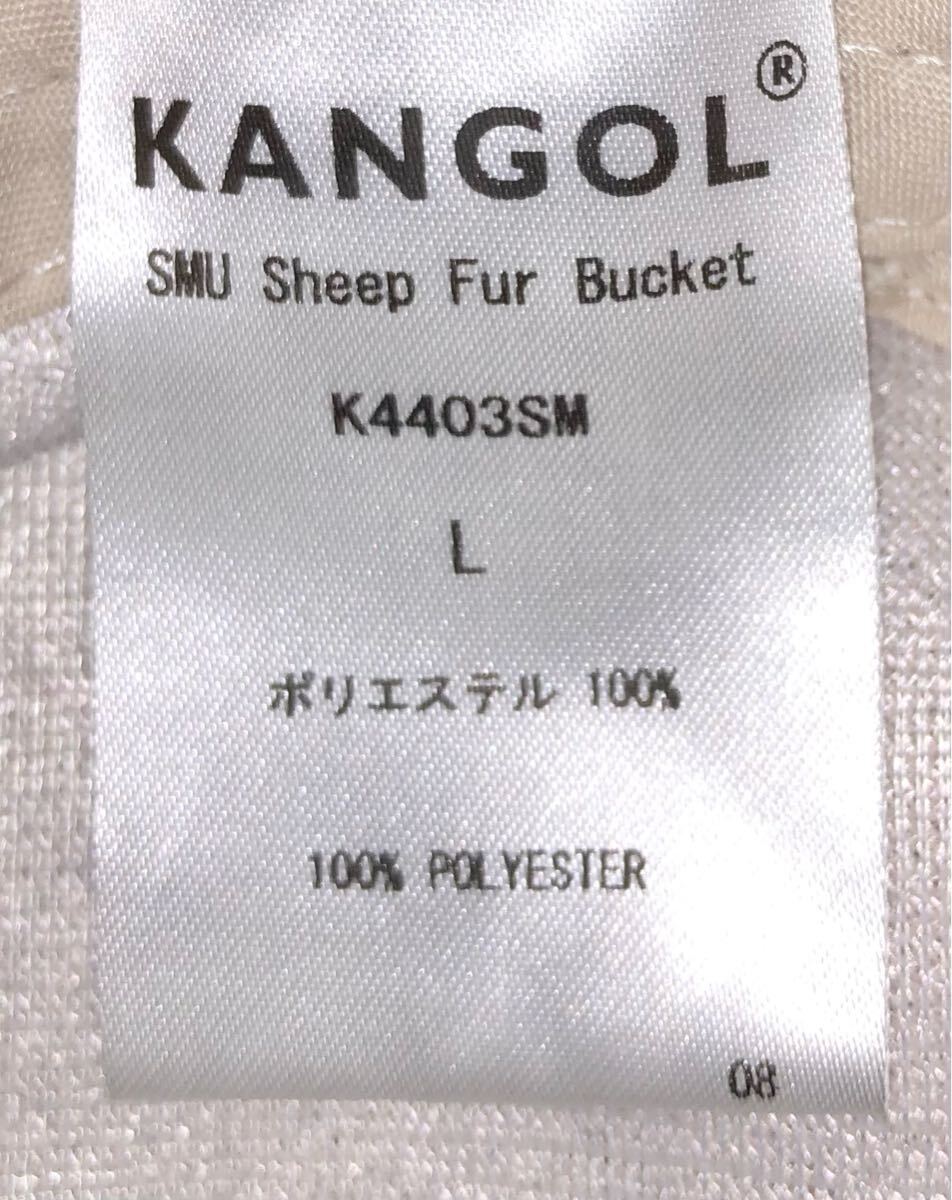 KANGOL®
SMU Sheep Fur Bucket
K4403SM
L
ポリエステル 100%
100% POLYESTER
08